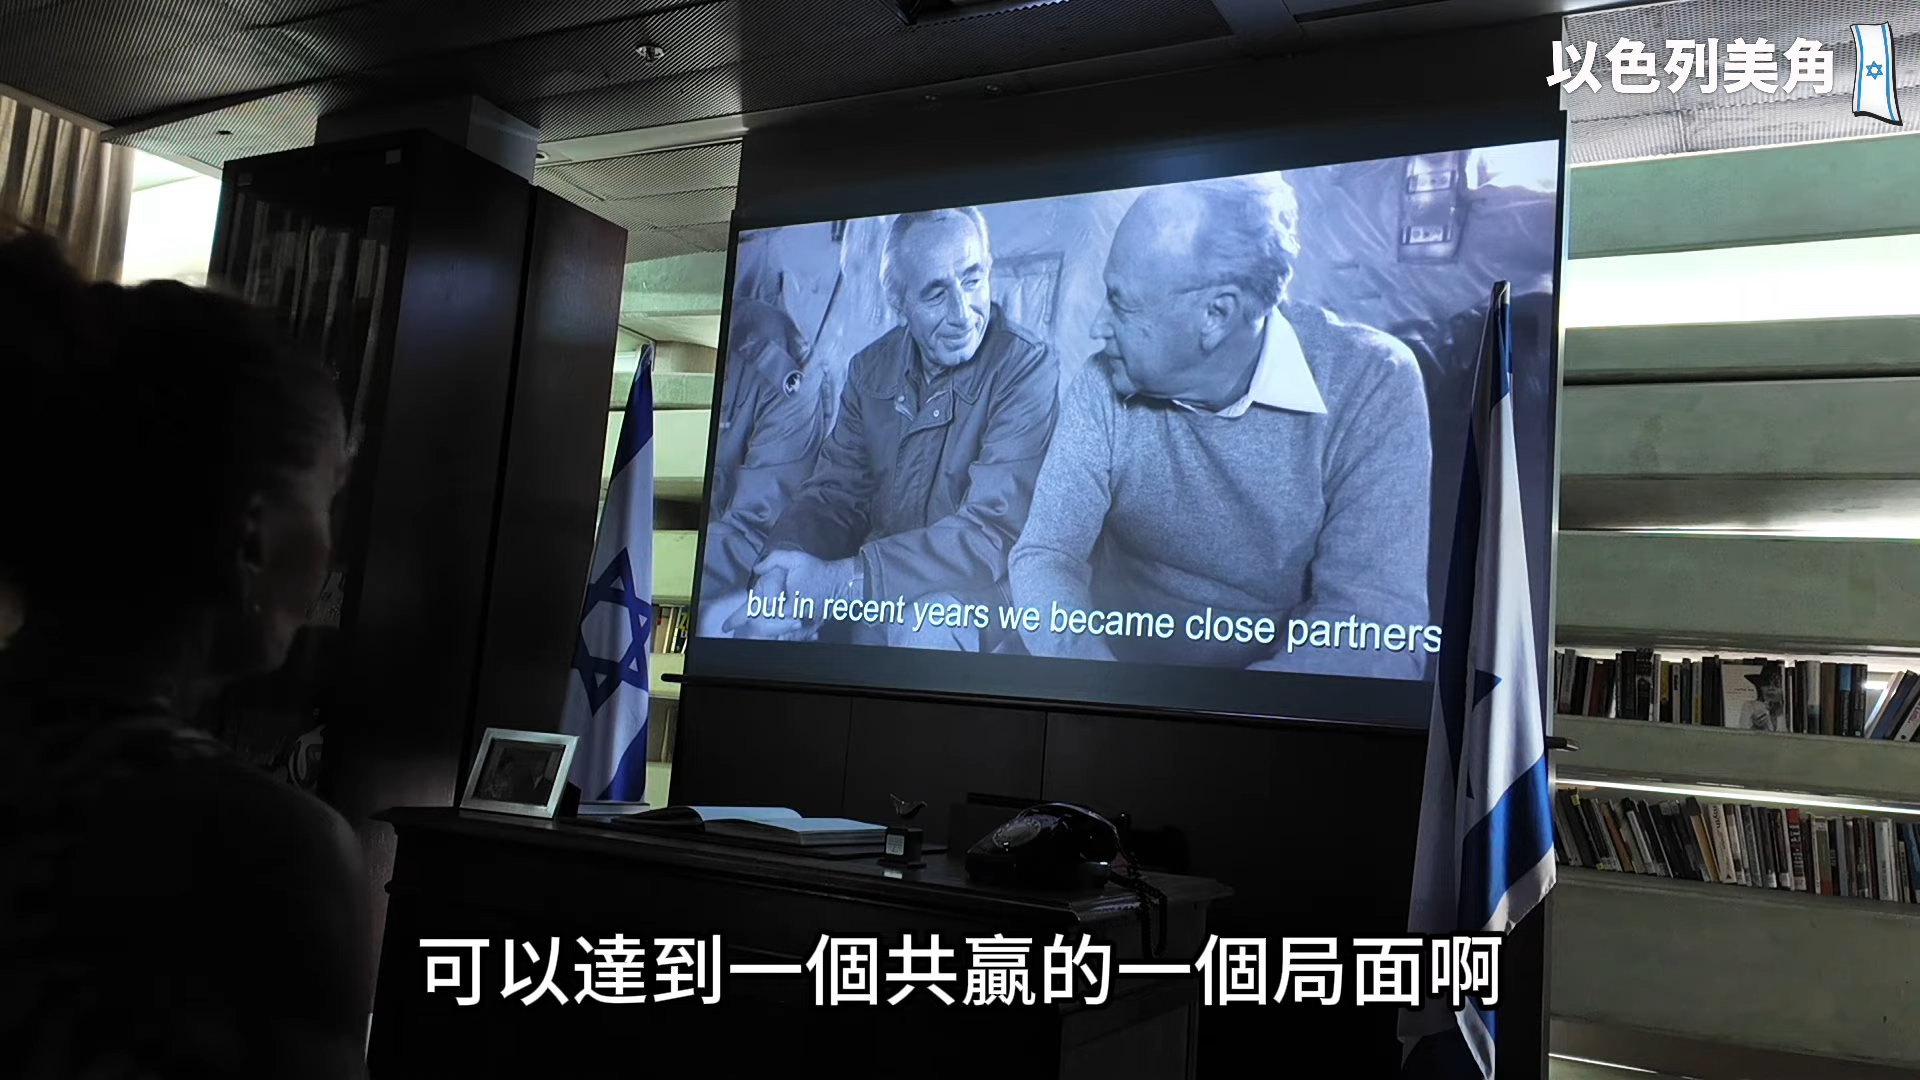 以色列美角
but in recent years we became close partners
可以達到一個共贏的一個局面啊